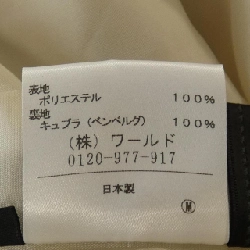 表地
ポリエステル 100%
裏地
キュプラ（ベンベルグ） 100%
（株）ワールド
0120-977-917
日本製
M